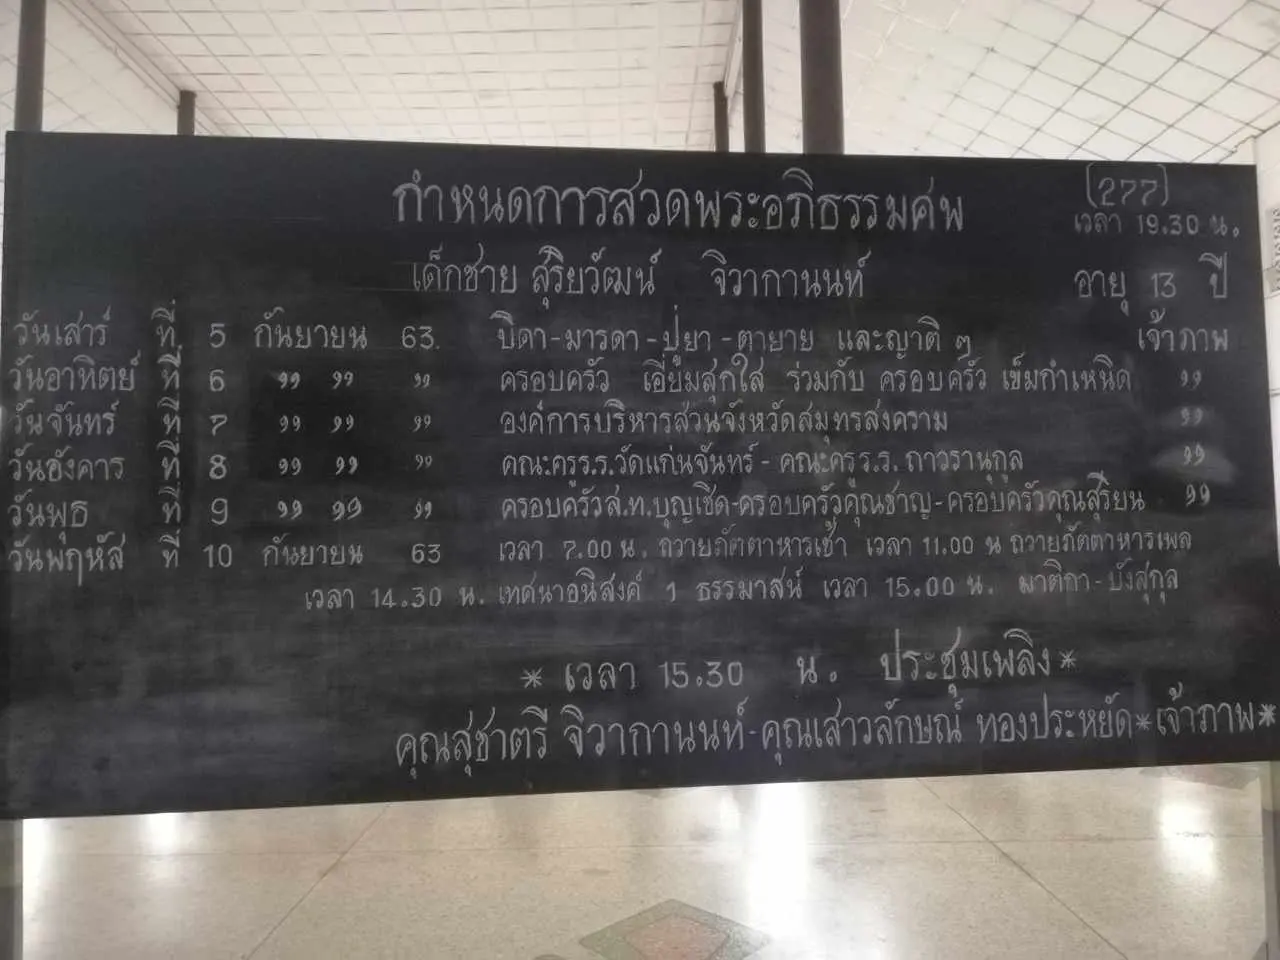 (277)
กำหนดการสวดพระอภิธรรมศพ เวลา 19.30 น.
เด็กชาย สุริยวัฒน์ จิวากานนท์ อายุ 13 ปี
วันเสาร์ ที่ 5 กันยายน 63. บิดา-มารดา-ปู่ย่า-ตายาย และญาติ ๆ เจ้าภาพ
วันอาทิตย์ ที่ 6 ,, ,, ,, ครอบครัว เอี่ยมสุกใส ร่วมกับ ครอบครัว เข็มกำเหนิด ,,
วันจันทร์ ที่ 7 ,, ,, ,, องค์การบริหารส่วนจังหวัดสมุทรสงคราม ,,
วันอังคาร ที่ 8 ,, ,, ,, คณะครูร.ร.วัดแก่นจันทร์ - คณะครูร.ร. ถาวรานุกูล ,,
วันพุธ ที่ 9 ,, ,, ,, ครอบครัวส.ท.บุญเชิด-ครอบครัวคุณชาญ-ครอบครัวคุณสุริยน ,,
วันพฤหัส ที่ 10 กันยายน 63 เวลา 7.00 น. ถวายภัตตาหารเช้า เวลา 11.00 น ถวายภัตตาหารเพล
เวลา 14.30 น. เทศนาอนิสงค์ 1 ธรรมาสน์ เวลา 15.00 น. มาติกา - บังสุกุล
* เวลา 15.30 น. ประชุมเพลิง *
คุณสุชาตรี จิวากานนท์-คุณเสาวลักษณ์ ทองประหยัด*เจ้าภาพ*